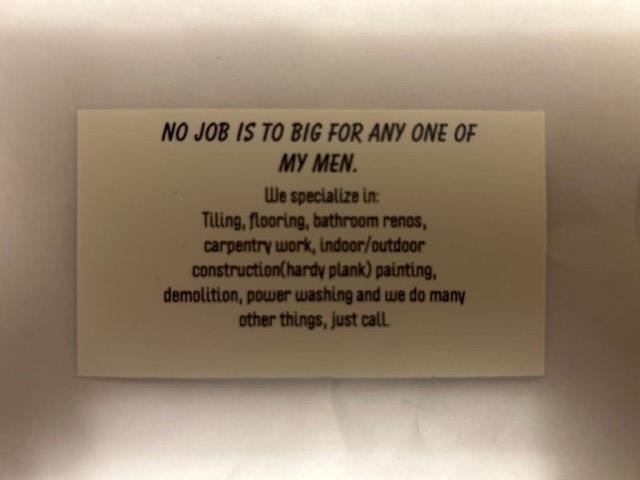 NO JOB IS TO BIG FOR ANY ONE OF
MY MEN.
We specialize in:
Tiling, flooring, bathroom renos,
carpentry work, indoor/outdoor
construction(hardy plank) painting,
demolition, power washing and we do many
other things, just call.